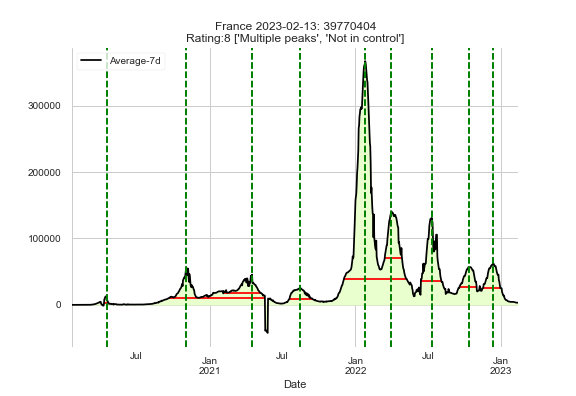 France 2023-02-13: 39770404
Rating:8 ['Multiple peaks', 'Not in control']
Average-7d
300000
200000
100000
0
Jul
Jan
2021
Jul
Jan
2022
Jul
Jan
2023
Date